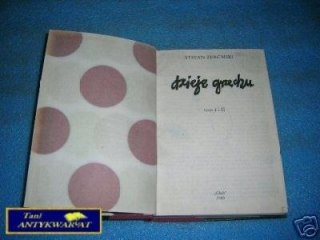 STEFAN ŻEROMSKI
dzieje grzechu
tom I-II
Tani
ANTYKWARIAT